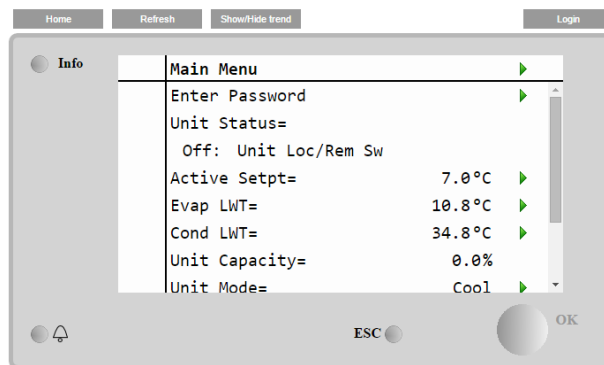 Home Refresh Show/Hide trend Login
Info
Main Menu
Enter Password
Unit Status=
Off: Unit Loc/Rem Sw
Active Setpt= 7.0°C
Evap LWT= 10.8°C
Cond LWT= 34.8°C
Unit Capacity= 0.0%
Unit Mode= Cool
ESC OK